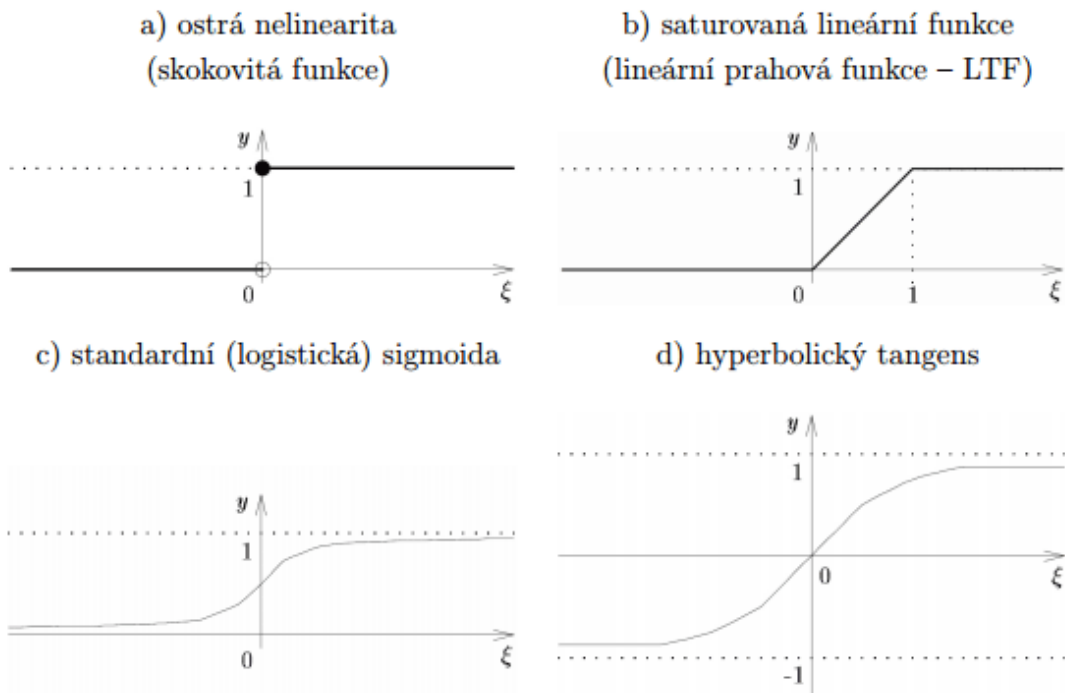 a) ostrá nelinearita
(skokovitá funkce)
y
1
0
ξ
b) saturovaná lineární funkce
(lineární prahová funkce – LTF)
y
1
0
1
ξ
c) standardní (logistická) sigmoida
y
1
0
ξ
d) hyperbolický tangens
y
1
0
ξ
-1